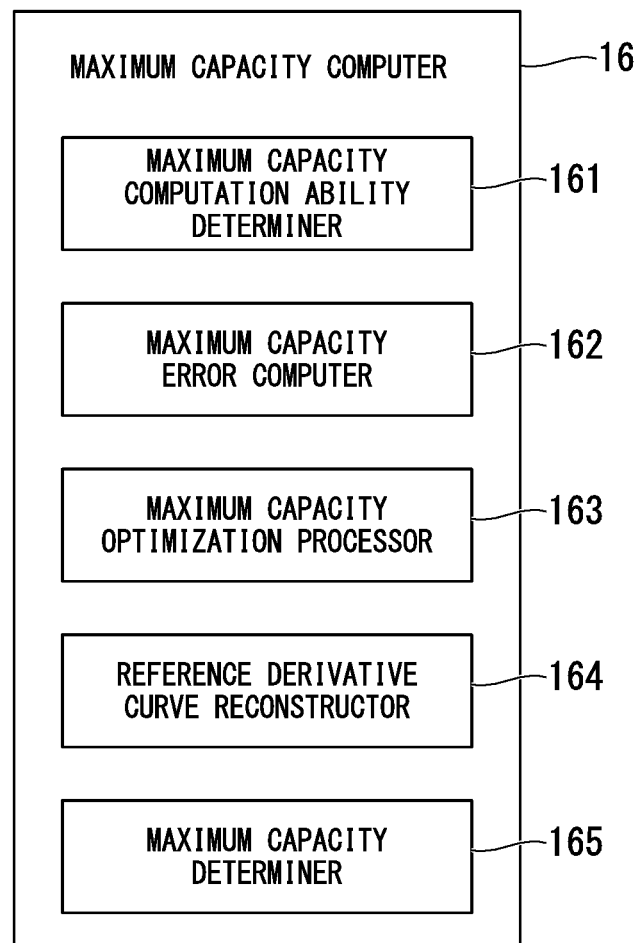 MAXIMUM CAPACITY COMPUTER
16
MAXIMUM CAPACITY
COMPUTATION ABILITY
DETERMINER
161
MAXIMUM CAPACITY
ERROR COMPUTER
162
MAXIMUM CAPACITY
OPTIMIZATION PROCESSOR
163
REFERENCE DERIVATIVE
CURVE RECONSTRUCTOR
164
MAXIMUM CAPACITY
DETERMINER
165